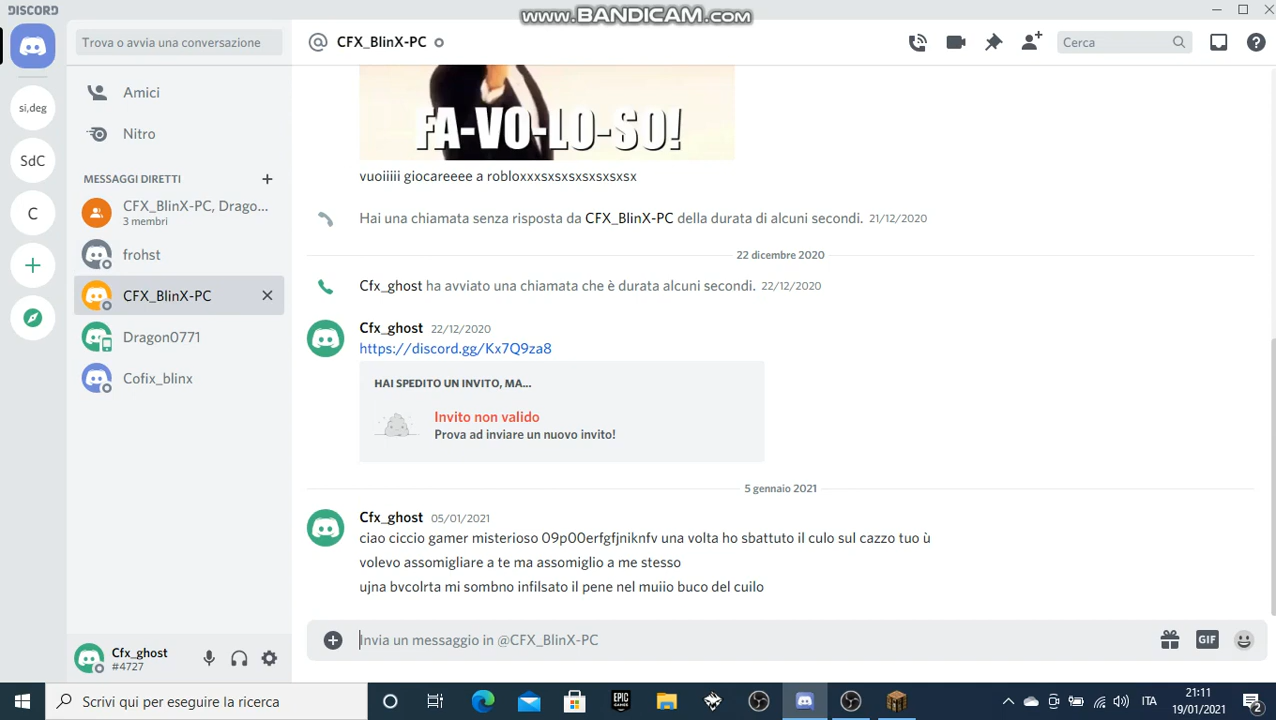 DISCORD
www.BANDICAM.com
Trova o avvia una conversazione
CFX_BlinX-PC
Cerca
si,deg
SdC
C
Amici
Nitro
MESSAGGI DIRETTI
CFX_BlinX-PC, Drago...
3 membri
frohst
CFX_BlinX-PC
Dragon0771
Cofix_blinx
FA-VO-LO-SO!
vuoiiiii giocareeee a robloxxxsxsxsxsxsxsxsx
Hai una chiamata senza risposta da CFX_BlinX-PC della durata di alcuni secondi. 21/12/2020
22 dicembre 2020
Cfx_ghost ha avviato una chiamata che è durata alcuni secondi. 22/12/2020
Cfx_ghost 22/12/2020
https://discord.gg/Kx7Q9za8
HAI SPEDITO UN INVITO, MA...
Invito non valido
Prova ad inviare un nuovo invito!
5 gennaio 2021
Cfx_ghost 05/01/2021
ciao ciccio gamer misterioso 09p00erfgfjniknfv una volta ho sbattuto il culo sul cazzo tuo ù
volevo assomigliare a te ma assomiglio a me stesso
ujna bvcolrta mi sombno infilsato il pene nel muiio buco del cuilo
Invia un messaggio in @CFX_BlinX-PC
GIF
Cfx_ghost
#4727
Scrivi qui per eseguire la ricerca
EPIC GAMES
ITA
21:11
19/01/2021
2